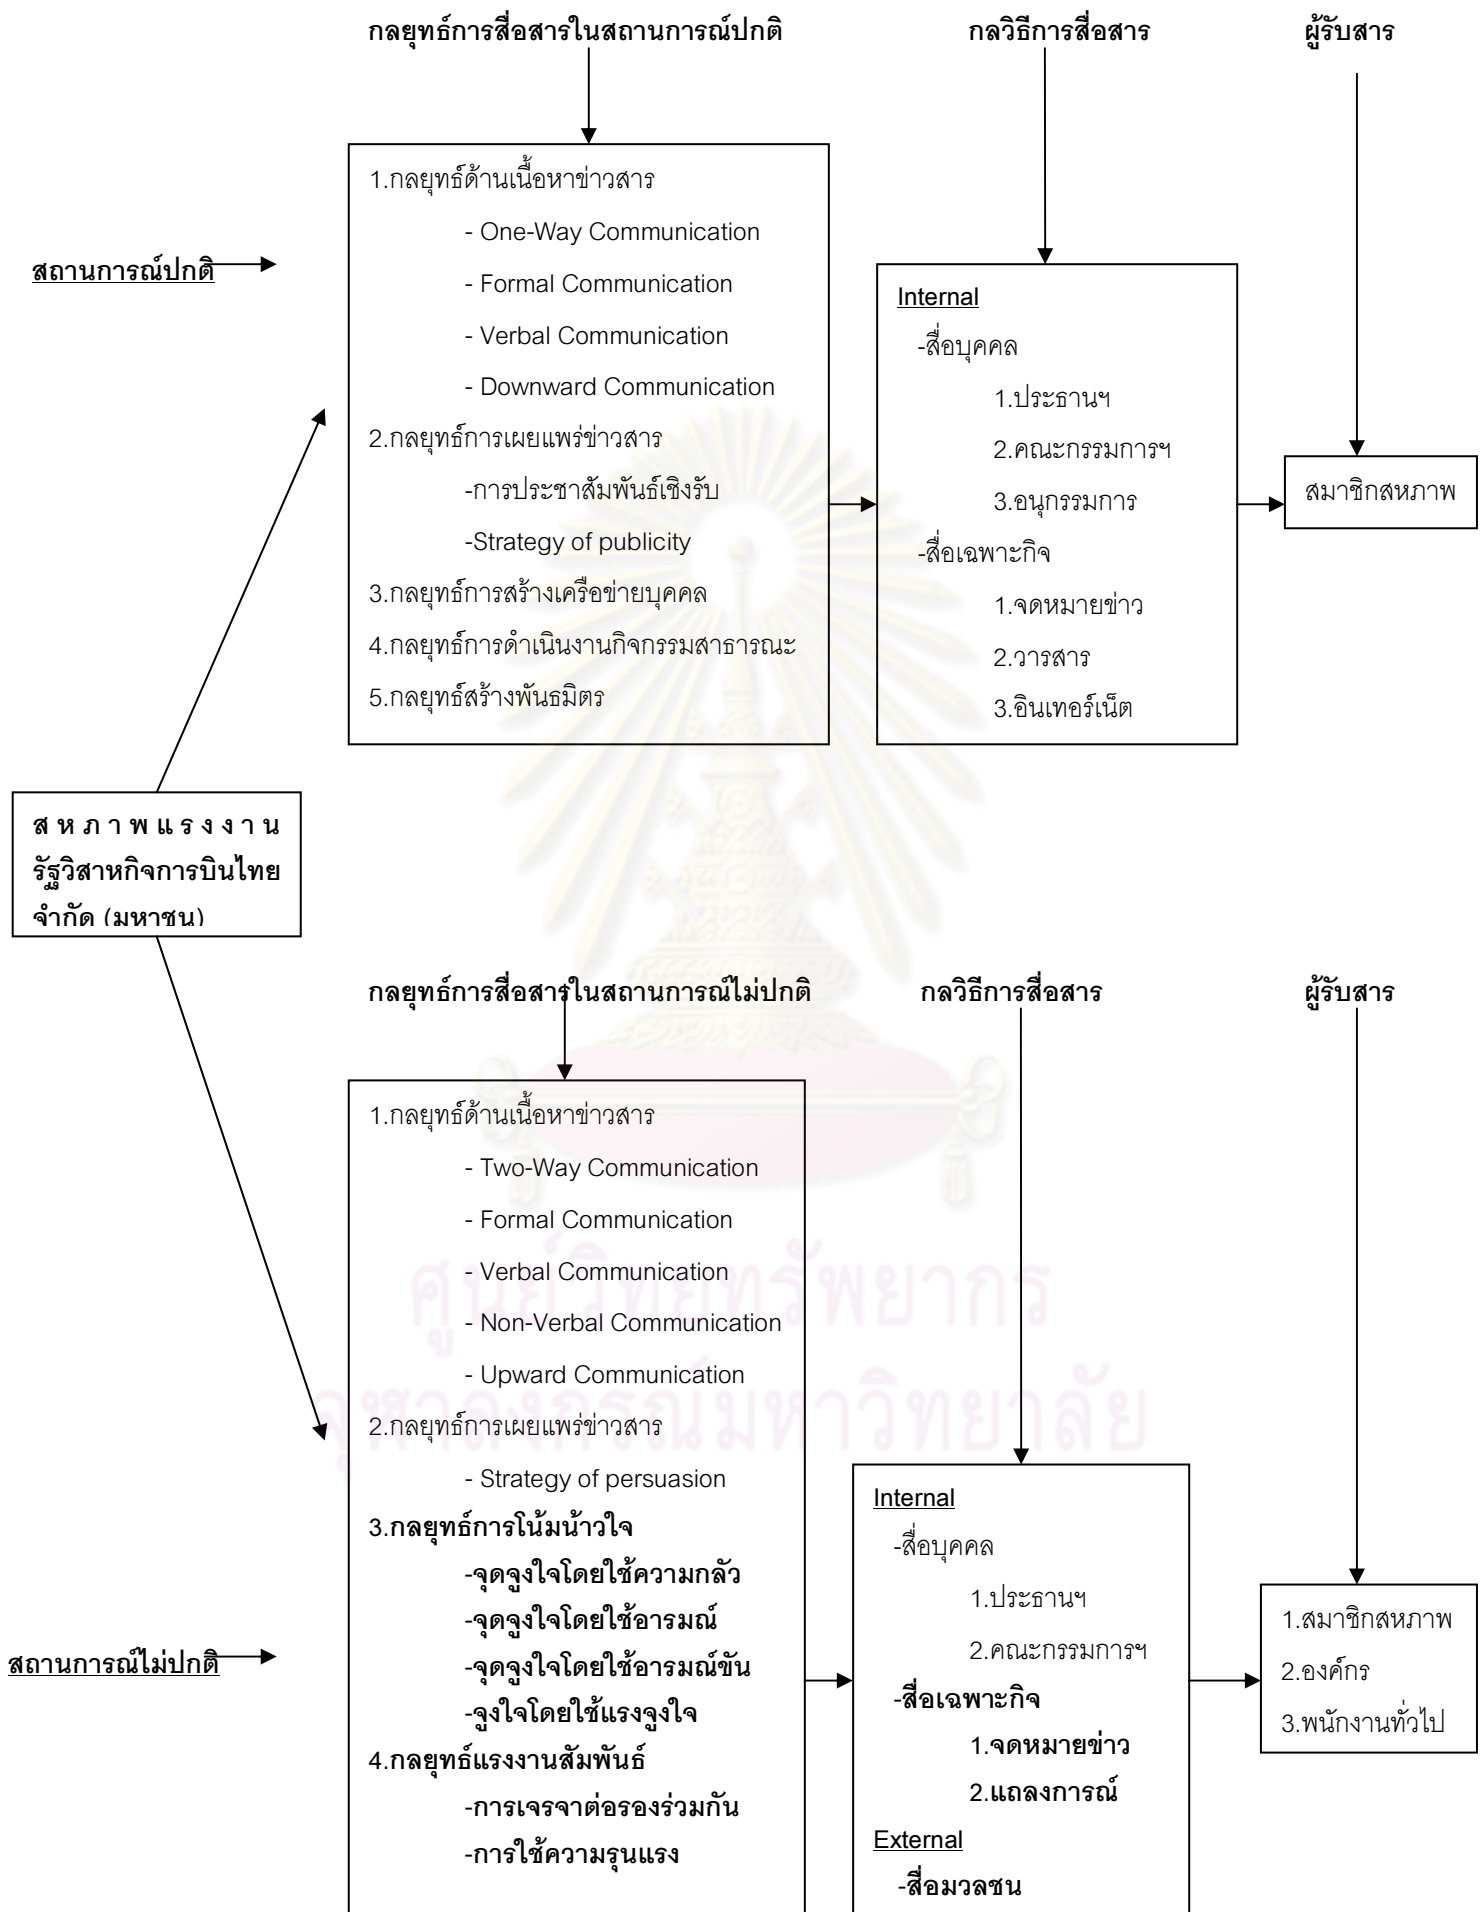 กลยุทธ์การสื่อสารในสถานการณ์ปกติ
กลวิธีการสื่อสาร
ผู้รับสาร
สถานการณ์ปกติ
1.กลยุทธ์ด้านเนื้อหาข่าวสาร
- One-Way Communication
- Formal Communication
- Verbal Communication
- Downward Communication
2.กลยุทธ์การเผยแพร่ข่าวสาร
-การประชาสัมพันธ์เชิงรับ
-Strategy of publicity
3.กลยุทธ์การสร้างเครือข่ายบุคคล
4.กลยุทธ์การดำเนินงานกิจกรรมสาธารณะ
5.กลยุทธ์สร้างพันธมิตร
Internal
-สื่อบุคคล
1.ประธานฯ
2.คณะกรรมการฯ
3.อนุกรรมการ
-สื่อเฉพาะกิจ
1.จดหมายข่าว
2.วารสาร
3.อินเทอร์เน็ต
สมาชิกสหภาพ
สหภาพแรงงาน
รัฐวิสาหกิจการบินไทย
จำกัด (มหาชน)
กลยุทธ์การสื่อสารในสถานการณ์ไม่ปกติ
กลวิธีการสื่อสาร
ผู้รับสาร
สถานการณ์ไม่ปกติ
1.กลยุทธ์ด้านเนื้อหาข่าวสาร
- Two-Way Communication
- Formal Communication
- Verbal Communication
- Non-Verbal Communication
- Upward Communication
2.กลยุทธ์การเผยแพร่ข่าวสาร
- Strategy of persuasion
3.กลยุทธ์การโน้มน้าวใจ
-จุดจูงใจโดยใช้ความกลัว
-จุดจูงใจโดยใช้อารมณ์
-จุดจูงใจโดยใช้อารมณ์ขัน
-จูงใจโดยใช้แรงจูงใจ
4.กลยุทธ์แรงงานสัมพันธ์
-การเจรจาต่อรองร่วมกัน
-การใช้ความรุนแรง
Internal
-สื่อบุคคล
1.ประธานฯ
2.คณะกรรมการฯ
-สื่อเฉพาะกิจ
1.จดหมายข่าว
2.แถลงการณ์
External
-สื่อมวลชน
1.สมาชิกสหภาพ
2.องค์กร
3.พนักงานทั่วไป
ศูนย์วิทยทรัพยากร
จุฬาลงกรณ์มหาวิทยาลัย